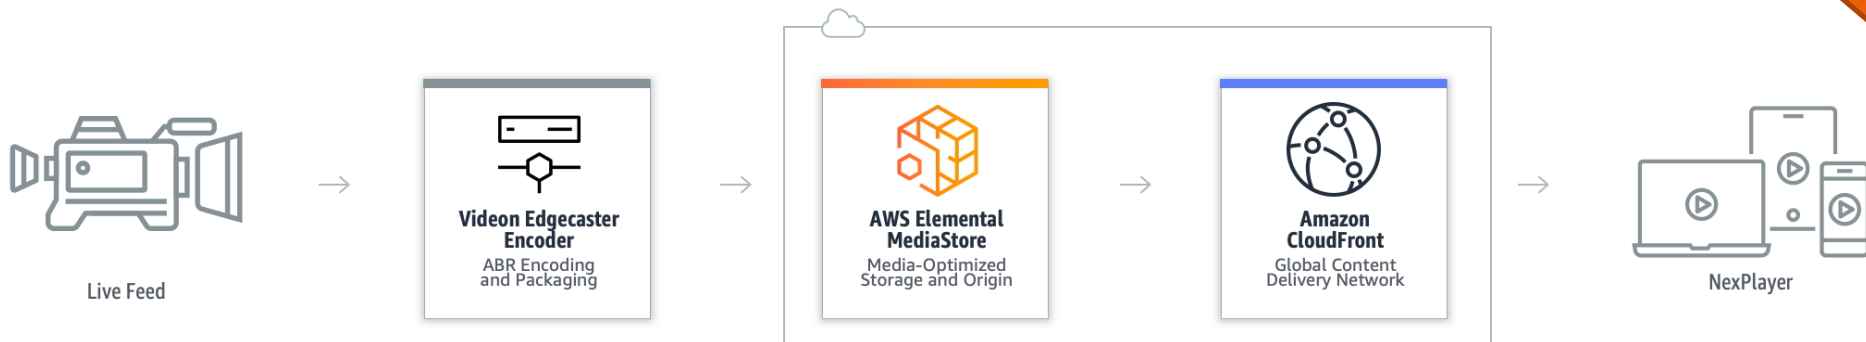 Live Feed
Videon Edgecaster
Encoder
ABR Encoding
and Packaging
AWS Elemental
MediaStore
Media-Optimized
Storage and Origin
Amazon
CloudFront
Global Content
Delivery Network
NexPlayer